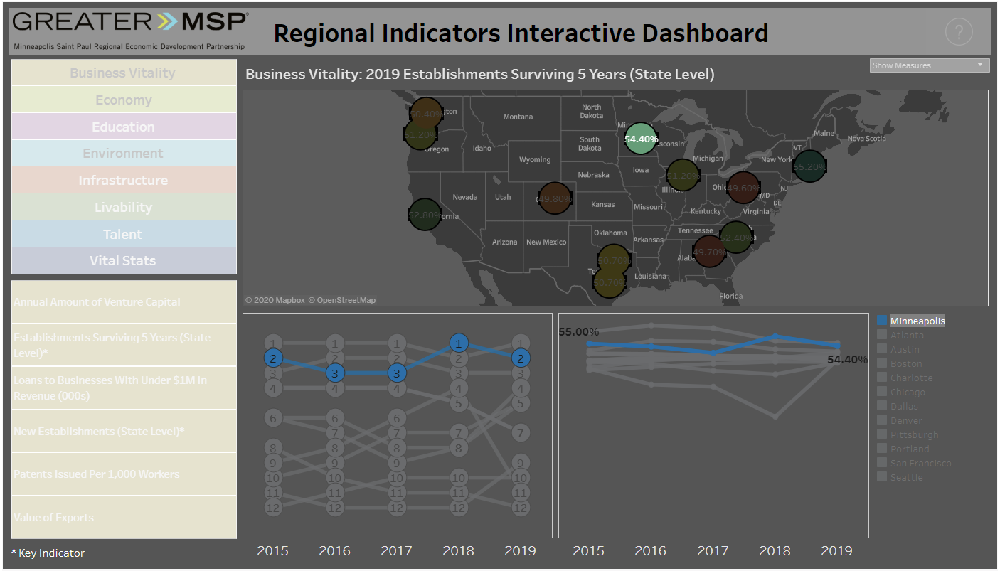 GREATER MSP®
Minneapolis Saint Paul Regional Economic Development Partnership
Regional Indicators Interactive Dashboard
?
Business Vitality
Economy
Education
Environment
Infrastructure
Livability
Talent
Vital Stats
Annual Amount of Venture Capital
Establishments Surviving 5 Years (State
Level)*
Loans to Businesses With Under $1M In
Revenue (000s)
New Establishments (State Level)*
Patents Issued Per 1,000 Workers
Value of Exports
* Key Indicator
Business Vitality: 2019 Establishments Surviving 5 Years (State Level)
Show Measures
50.40%
51.20%
Oregon
52.80%
Montana
Idaho
Wyoming
Nevada
Utah
49.80%
Arizona
New Mexico
North
Dakota
South
Dakota
Nebraska
Kansas
Oklahoma
50.70%
50.70%
54.40%
Iowa
Missouri
Arkansas
Louisiana
51.20%
Michigan
49.60%
Kentucky
Tennessee
49.70%
52.40%
Virginia
MD
DE
NJ
New York
VT
Maine
55.20%
Nova Scotia
Florida
© 2020 Mapbox © OpenStreetMap
1 1 1 1 1
2 2 2 2 2
3 3 3 3 3
4 4 4 4 4
5 5
6 6 6
7 7 7 7
8 8 8 8
9 9 9 9
10 10 10 10 10
11 11 11 11 11
12 12 12 12 12
2015 2016 2017 2018 2019
55.00%
54.40%
2015 2016 2017 2018 2019
Minneapolis
Atlanta
Austin
Boston
Charlotte
Chicago
Dallas
Denver
Pittsburgh
Portland
San Francisco
Seattle